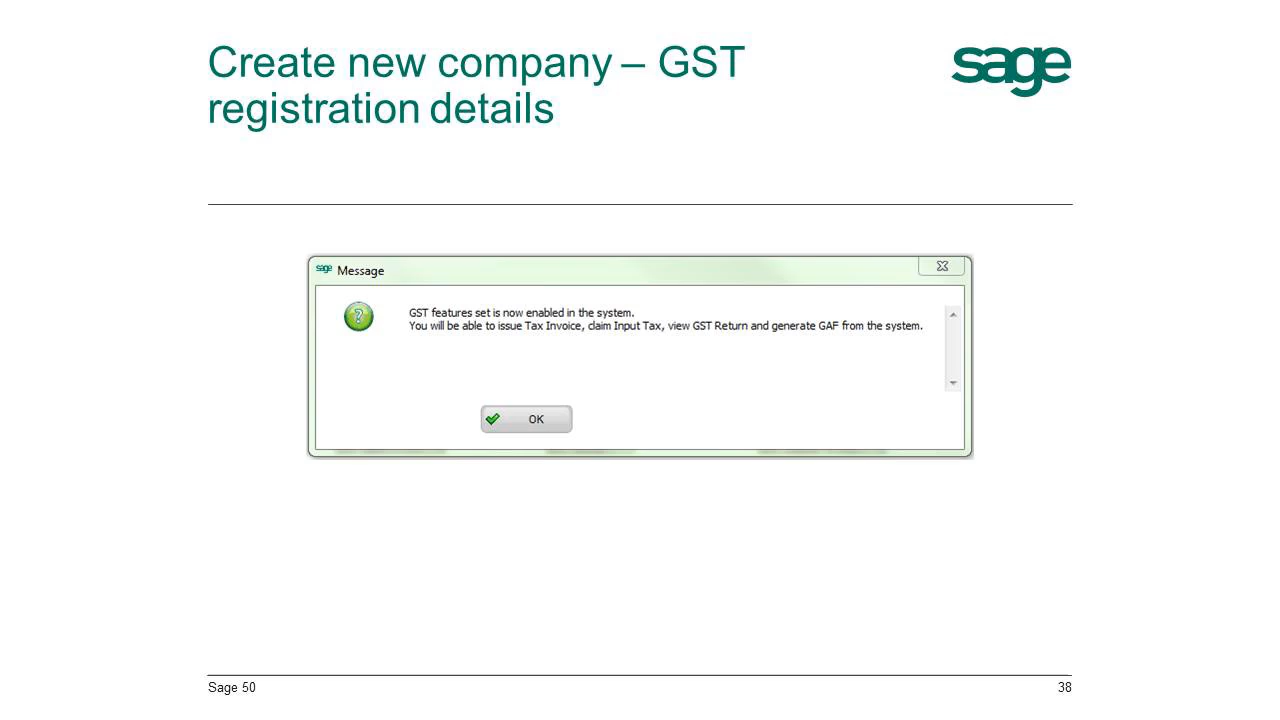 Create new company – GST
registration details
sage
sage Message
GST features set is now enabled in the system.
You will be able to issue Tax Invoice, claim Input Tax, view GST Return and generate GAF from the system.
OK
Sage 50
38